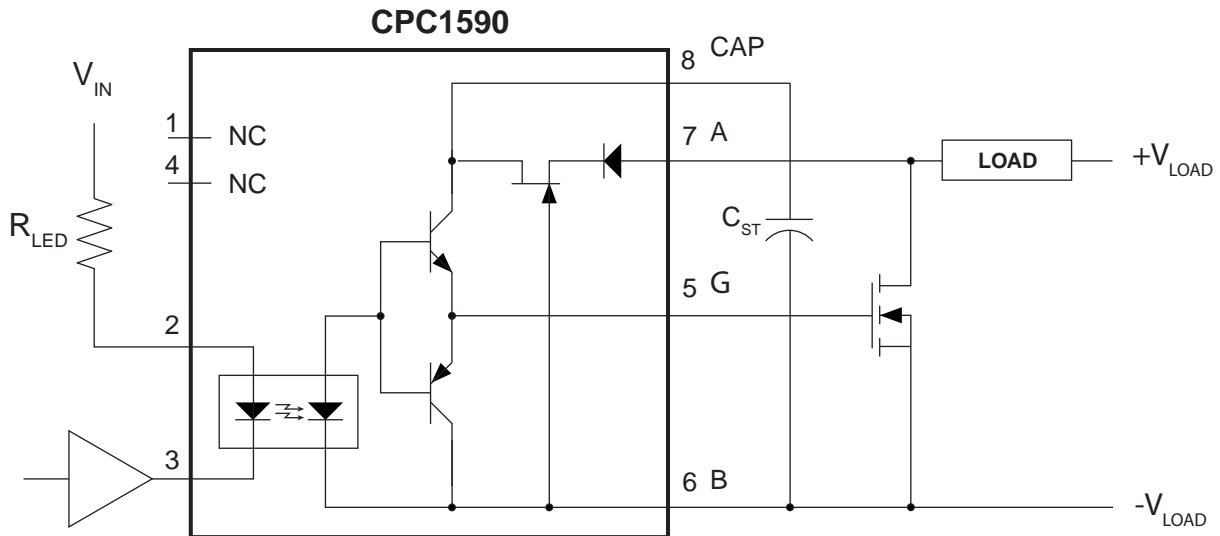 CPC1590
V_IN
R_LED
1 NC
4 NC
2
3
8 CAP
7 A
LOAD
+V_LOAD
C_ST
5 G
6 B
-V_LOAD